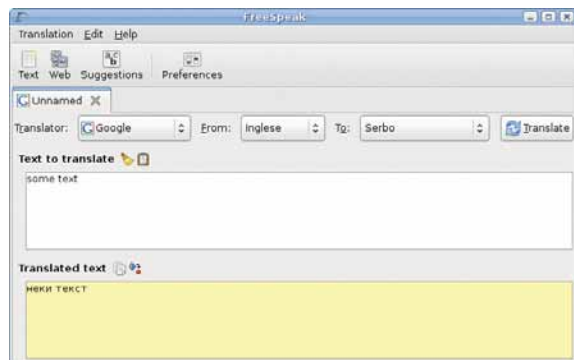 FreeSpeak
Translation Edit Help
Text Web Suggestions Preferences
Unnamed
Translator: Google From: Inglese To: Serbo Translate
Text to translate
some text
Translated text
неки текст